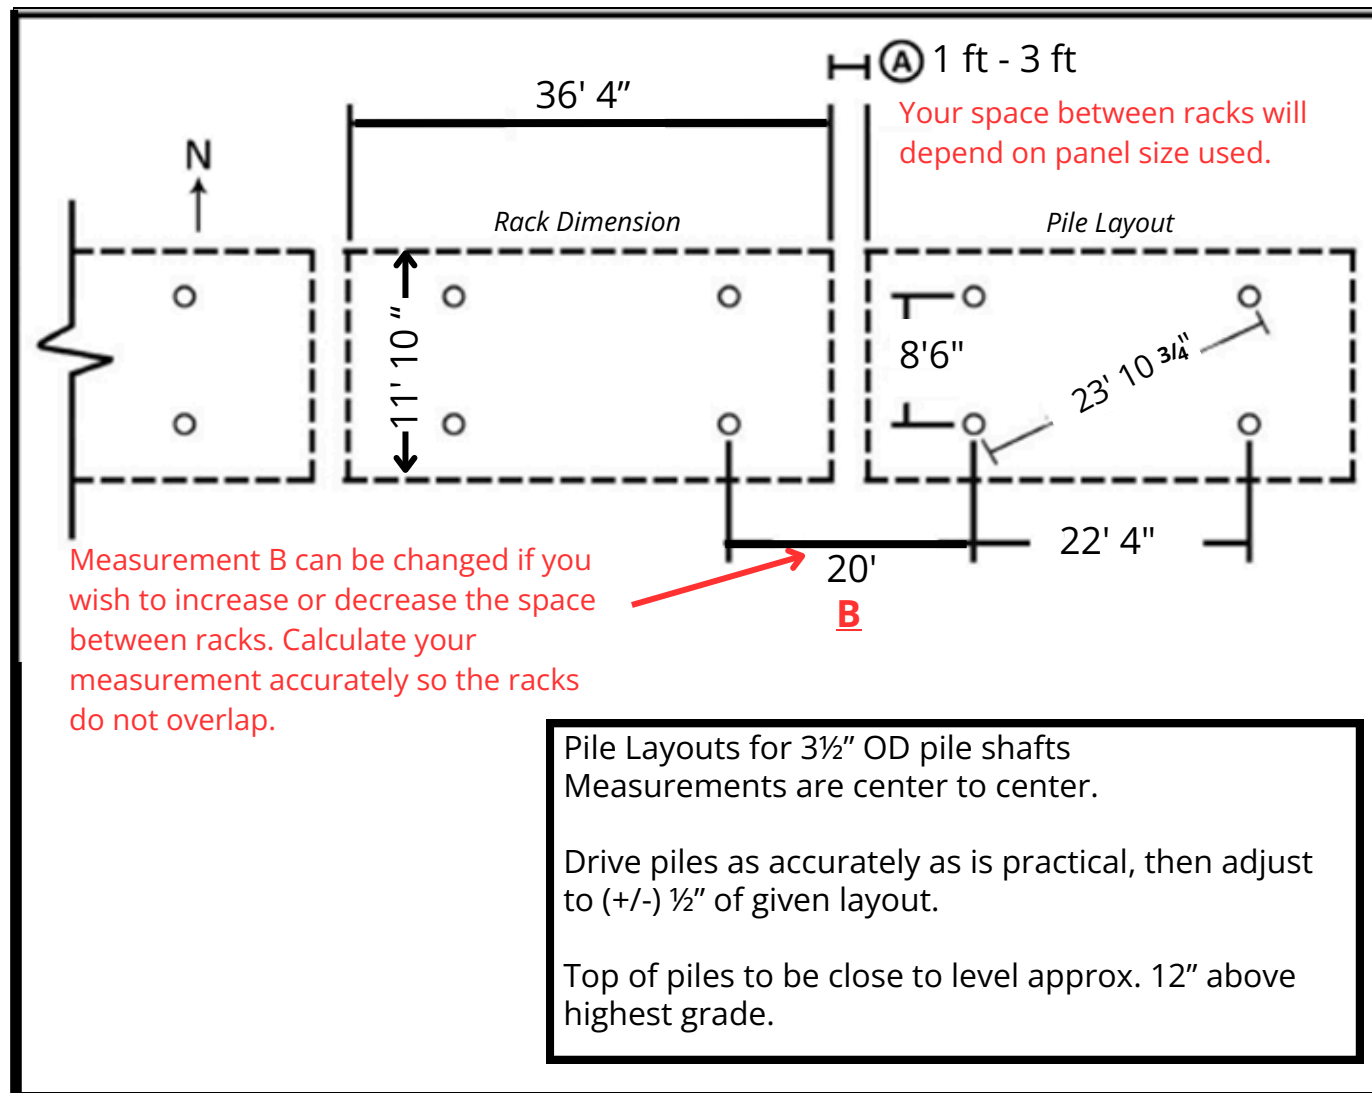 A 1 ft - 3 ft
36' 4”
Your space between racks will
depend on panel size used.
N
Rack Dimension
Pile Layout
11' 10 “
8'6"
23' 10 ¾"
22' 4"
20'
B
Measurement B can be changed if you
wish to increase or decrease the space
between racks. Calculate your
measurement accurately so the racks
do not overlap.
Pile Layouts for 3½” OD pile shafts
Measurements are center to center.
Drive piles as accurately as is practical, then adjust
to (+/-) ½” of given layout.
Top of piles to be close to level approx. 12” above
highest grade.